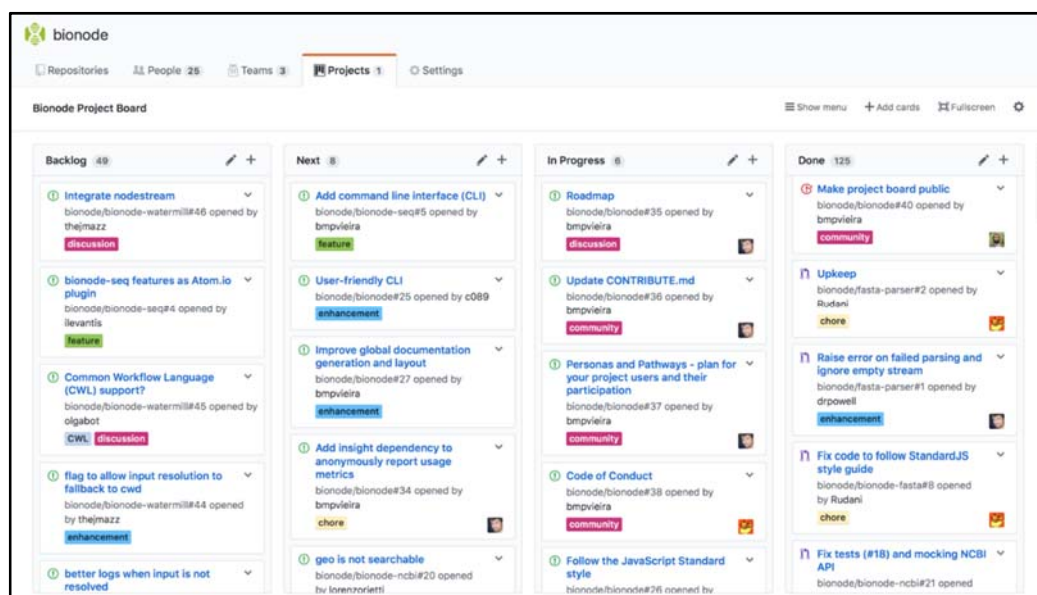 bionode
Repositories
People 25
Teams 3
Projects 1
Settings
Bionode Project Board
Show menu
Add cards
Fullscreen
Backlog 49
Integrate nodestream
bionode/bionode-watermill#46 opened by
thejmazz
discussion
bionode-seq features as Atom.io
plugin
bionode/bionode-seq#4 opened by
ilevantis
feature
Common Workflow Language
(CWL) support?
bionode/bionode-watermill#45 opened by
olgabot
CWL discussion
flag to allow input resolution to
fallback to cwd
bionode/bionode-watermill#44 opened
by thejmazz
enhancement
better logs when input is not
resolved
Next 8
Add command line interface (CLI)
bionode/bionode-seq#5 opened by
bmpvieira
feature
User-friendly CLI
bionode/bionode#25 opened by c089
enhancement
Improve global documentation
generation and layout
bionode/bionode#27 opened by
bmpvieira
enhancement
Add insight dependency to
anonymously report usage
metrics
bionode/bionode#34 opened by
bmpvieira
chore
geo is not searchable
bionode/bionode-ncbi#20 opened
by lorenzorietti
In Progress 6
Roadmap
bionode/bionode#35 opened by
bmpvieira
discussion
Update CONTRIBUTE.md
bionode/bionode#36 opened by
bmpvieira
community
Personas and Pathways - plan for
your project users and their
participation
bionode/bionode#37 opened by
bmpvieira
community
Code of Conduct
bionode/bionode#38 opened by
bmpvieira
community
Follow the JavaScript Standard
style
bionode/bionode#26 opened by
Done 125
Make project board public
bionode/bionode#40 opened by
bmpvieira
community
Upkeep
bionode/fasta-parser#2 opened by
Rudani
chore
Raise error on failed parsing and
ignore empty stream
bionode/fasta-parser#1 opened by
drpowell
enhancement
Fix code to follow StandardJS
style guide
bionode/bionode-fasta#8 opened
by Rudani
chore
Fix tests (#18) and mocking NCBI
API
bionode/bionode-ncbi#21 opened